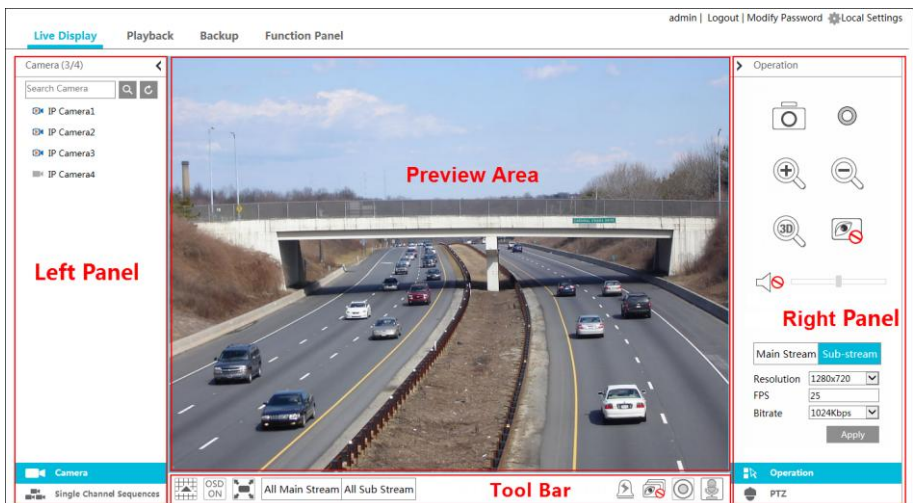 admin | Logout | Modify Password Local Settings
Live Display Playback Backup Function Panel
Camera (3/4)
Search Camera
IP Camera1
IP Camera2
IP Camera3
IP Camera4
Left Panel
Camera
Single Channel Sequences
Preview Area
OSD
ON
All Main Stream All Sub Stream
Tool Bar
Operation
3D
Right Panel
Main Stream Sub-stream
Resolution 1280x720
FPS 25
Bitrate 1024Kbps
Apply
Operation
PTZ